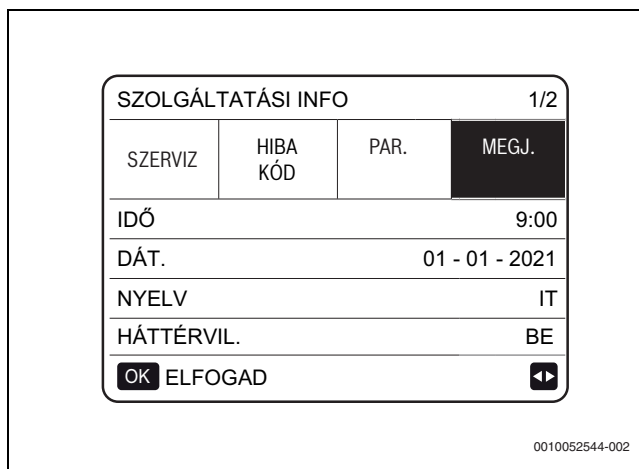 SZOLGÁLTATÁSI INFO 1/2
SZERVIZ HIBA KÓD PAR. MEGJ.
IDŐ 9:00
DÁT. 01 - 01 - 2021
NYELV IT
HÁTTÉRVIL. BE
OK ELFOGAD
0010052544-002